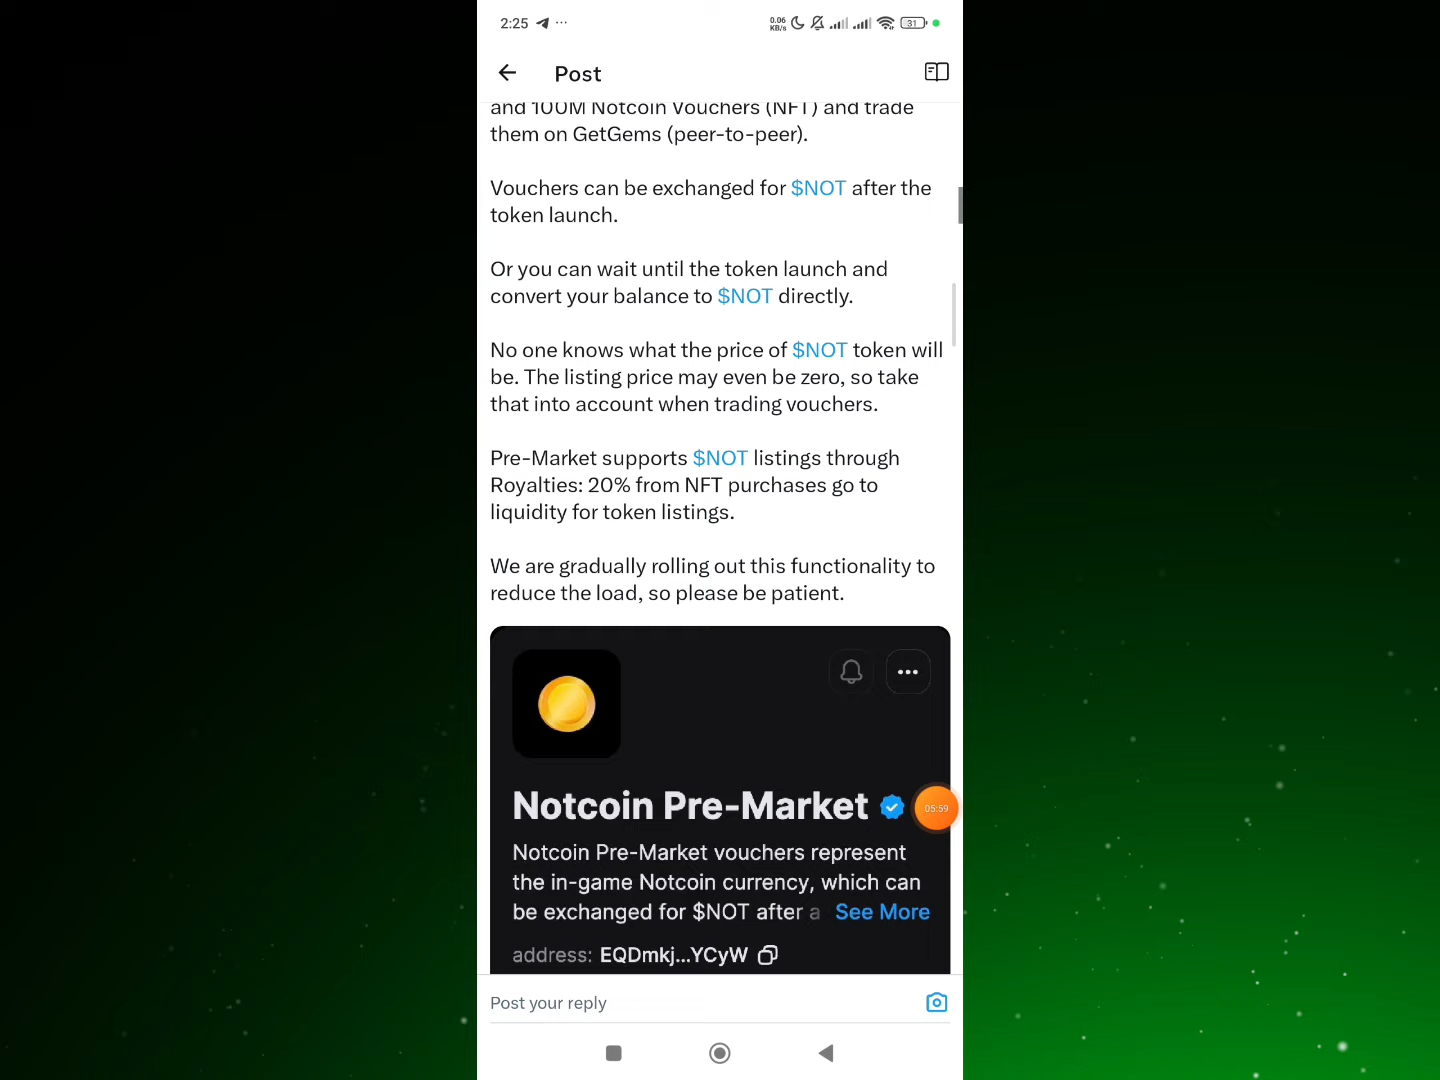 2:25 ...
0.06
KB/s
31
Post
and 100M Notcoin Vouchers (NFT) and trade
them on GetGems (peer-to-peer).
Vouchers can be exchanged for $NOT after the
token launch.
Or you can wait until the token launch and
convert your balance to $NOT directly.
No one knows what the price of $NOT token will
be. The listing price may even be zero, so take
that into account when trading vouchers.
Pre-Market supports $NOT listings through
Royalties: 20% from NFT purchases go to
liquidity for token listings.
We are gradually rolling out this functionality to
reduce the load, so please be patient.
Notcoin Pre-Market
05:59
Notcoin Pre-Market vouchers represent
the in-game Notcoin currency, which can
be exchanged for $NOT after a See More
address: EQDmkj...YCyW
Post your reply